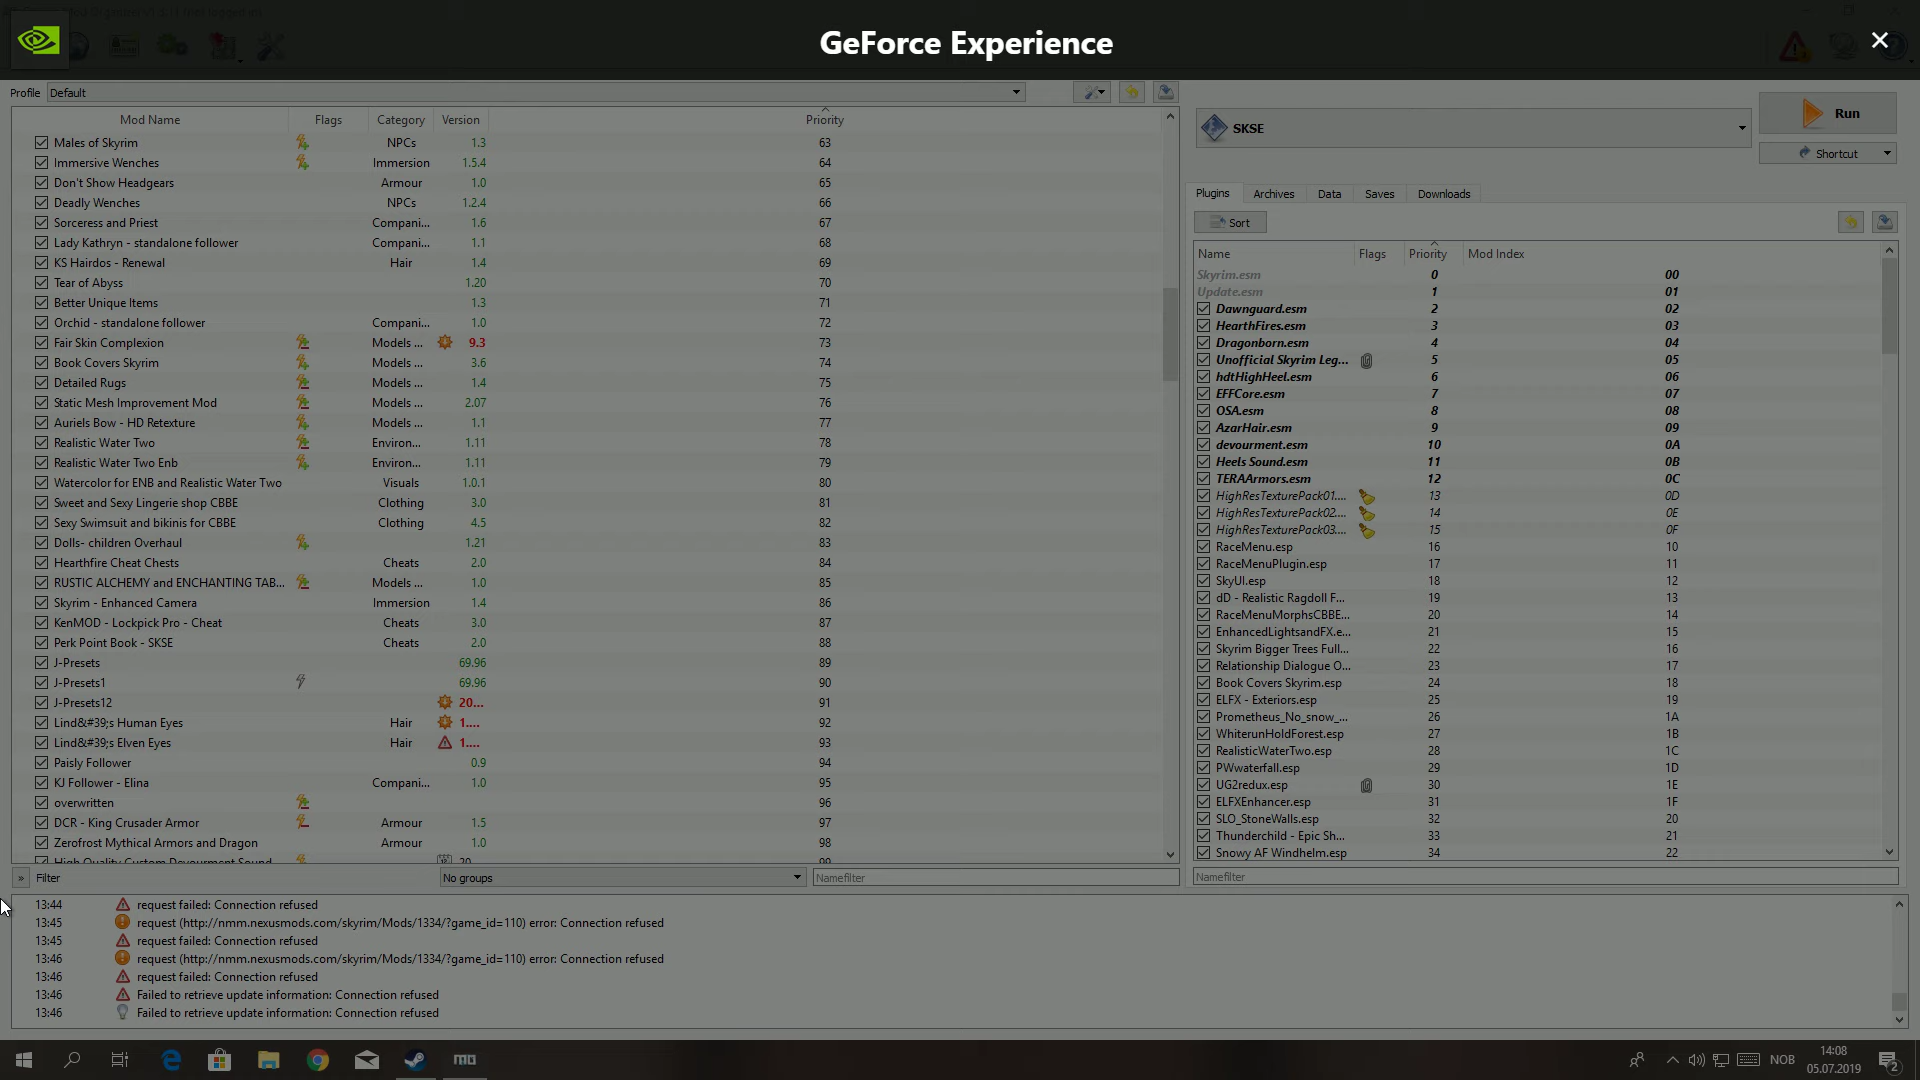 GeForce Experience
Profile Default
Mod Name Flags Category Version Priority
Males of Skyrim NPCs 1.3 63
Immersive Wenches Immersion 1.5.4 64
Don't Show Headgears Armour 1.0 65
Deadly Wenches NPCs 1.2.4 66
Sorceress and Priest Compani... 1.6 67
Lady Kathryn - standalone follower Compani... 1.1 68
KS Hairdos - Renewal Hair 1.4 69
Tear of Abyss 1.20 70
Better Unique Items 1.3 71
Orchid - standalone follower Compani... 1.0 72
Fair Skin Complexion Models ... 9.3 73
Book Covers Skyrim Models ... 3.6 74
Detailed Rugs Models ... 1.4 75
Static Mesh Improvement Mod Models ... 2.07 76
Auriels Bow - HD Retexture Models ... 1.1 77
Realistic Water Two Environ... 1.11 78
Realistic Water Two Enb Environ... 1.11 79
Watercolor for ENB and Realistic Water Two Visuals 1.0.1 80
Sweet and Sexy Lingerie shop CBBE Clothing 3.0 81
Sexy Swimsuit and bikinis for CBBE Clothing 4.5 82
Dolls- children Overhaul 1.21 83
Hearthfire Cheat Chests Cheats 2.0 84
RUSTIC ALCHEMY and ENCHANTING TAB... Models ... 1.0 85
Skyrim - Enhanced Camera Immersion 1.4 86
KenMOD - Lockpick Pro - Cheat Cheats 3.0 87
Perk Point Book - SKSE Cheats 2.0 88
J-Presets 69.96 89
J-Presets1 69.96 90
J-Presets12 20... 91
Lind&#39;s Human Eyes Hair 1.... 92
Lind&#39;s Elven Eyes Hair 1.... 93
Paisly Follower 0.9 94
KJ Follower - Elina Compani... 1.0 95
overwritten 96
DCR - King Crusader Armor Armour 1.5 97
Zerofrost Mythical Armors and Dragon Armour 1.0 98
High Quality Custom Devourment Sound 20 99
» Filter No groups Namefilter
SKSE
Run
Shortcut
Plugins Archives Data Saves Downloads
Sort
Name Flags Priority Mod Index
Skyrim.esm 0 00
Update.esm 1 01
Dawnguard.esm 2 02
HearthFires.esm 3 03
Dragonborn.esm 4 04
Unofficial Skyrim Leg... 5 05
hdtHighHeel.esm 6 06
EFFCore.esm 7 07
OSA.esm 8 08
AzarHair.esm 9 09
devourment.esm 10 0A
Heels Sound.esm 11 0B
TERAArmors.esm 12 0C
HighResTexturePack01.... 13 0D
HighResTexturePack02.... 14 0E
HighResTexturePack03.... 15 0F
RaceMenu.esp 16 10
RaceMenuPlugin.esp 17 11
SkyUI.esp 18 12
dD - Realistic Ragdoll F... 19 13
RaceMenuMorphsCBBE... 20 14
EnhancedLightsandFX.e... 21 15
Skyrim Bigger Trees Full... 22 16
Relationship Dialogue O... 23 17
Book Covers Skyrim.esp 24 18
ELFX - Exteriors.esp 25 19
Prometheus_No_snow_... 26 1A
WhiterunHoldForest.esp 27 1B
RealisticWaterTwo.esp 28 1C
PWwaterfall.esp 29 1D
UG2redux.esp 30 1E
ELFXEnhancer.esp 31 1F
SLO_StoneWalls.esp 32 20
Thunderchild - Epic Sh... 33 21
Snowy AF Windhelm.esp 34 22
Namefilter
13:44 request failed: Connection refused
13:45 request (http://nmm.nexusmods.com/skyrim/Mods/1334/?game_id=110) error: Connection refused
13:45 request failed: Connection refused
13:46 request (http://nmm.nexusmods.com/skyrim/Mods/1334/?game_id=110) error: Connection refused
13:46 request failed: Connection refused
13:46 Failed to retrieve update information: Connection refused
13:46 Failed to retrieve update information: Connection refused
NOB
14:08
05.07.2019
2